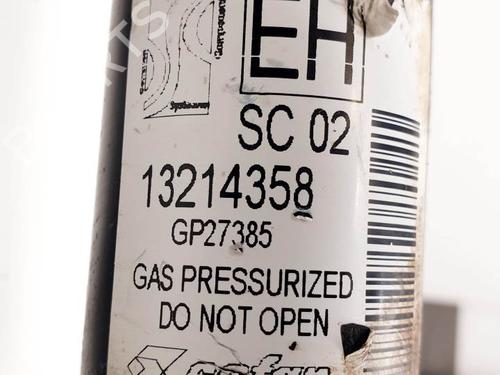 EH
SC 02
13214358
GP27385
GAS PRESSURIZED
DO NOT OPEN